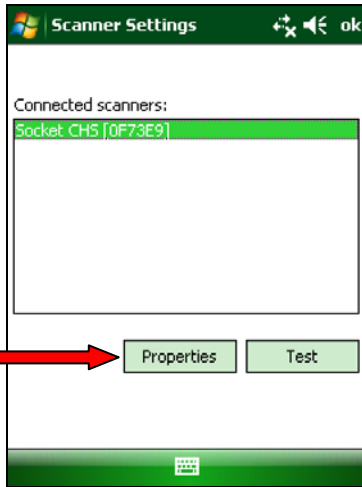 Scanner Settings ok
Connected scanners:
Socket CHS [0F73E9]
Properties Test